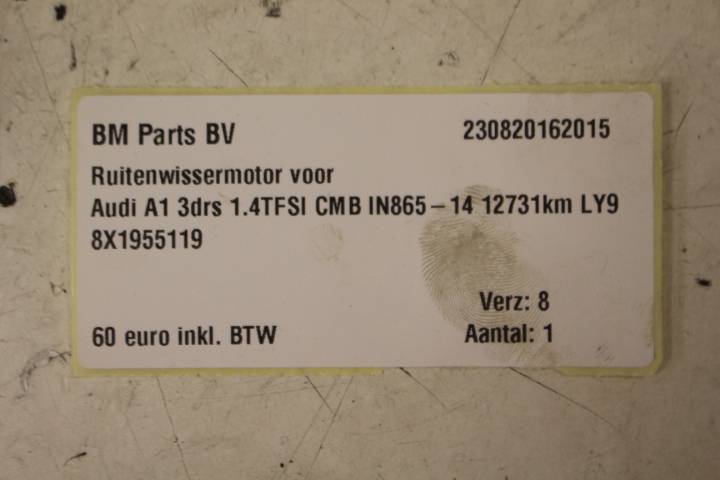 BM Parts BV 230820162015
Ruitenwissermotor voor
Audi A1 3drs 1.4TFSI CMB IN865-14 12731km LY9
8X1955119
Verz: 8
60 euro inkl. BTW Aantal: 1